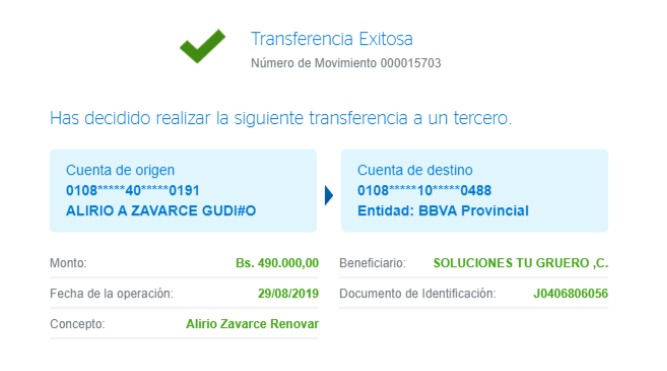 Transferencia Exitosa
Número de Movimiento 000015703
Has decidido realizar la siguiente transferencia a un tercero.
Cuenta de origen
0108*****40*****0191
ALIRIO A ZAVARCE GUDI#O
Cuenta de destino
0108*****10*****0488
Entidad: BBVA Provincial
Monto: Bs. 490.000,00
Beneficiario: SOLUCIONES TU GRUERO ,C.
Fecha de la operación: 29/08/2019
Documento de Identificación: J0406806056
Concepto: Alirio Zavarce Renovar